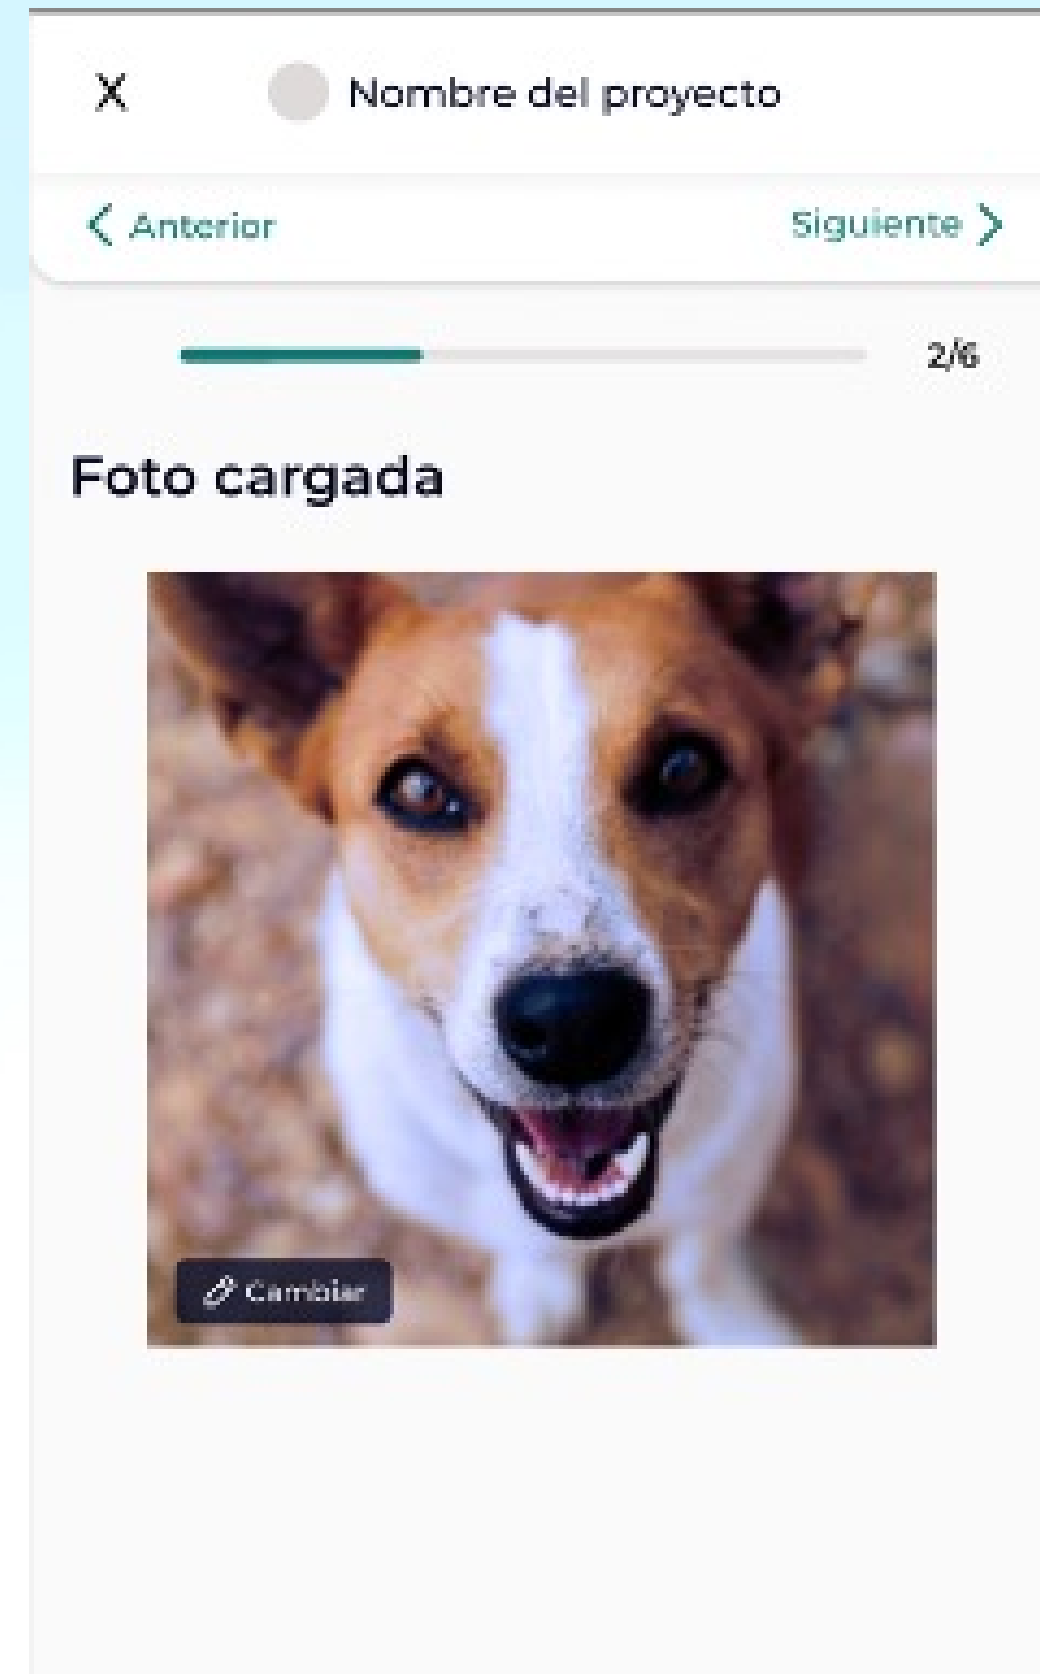 X
Nombre del proyecto
Anterior
Siguiente
2/6
Foto cargada
Cambiar